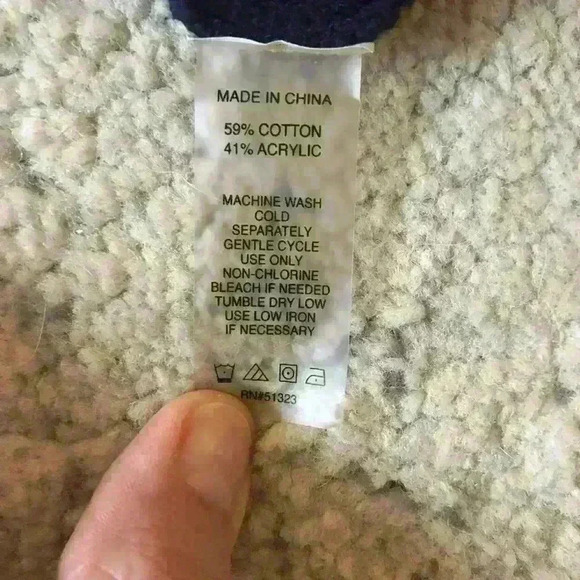 MADE IN CHINA
59% COTTON
41% ACRYLIC
MACHINE WASH
COLD
SEPARATELY
GENTLE CYCLE
USE ONLY
NON-CHLORINE
BLEACH IF NEEDED
TUMBLE DRY LOW
USE LOW IRON
IF NECESSARY
RN#51323